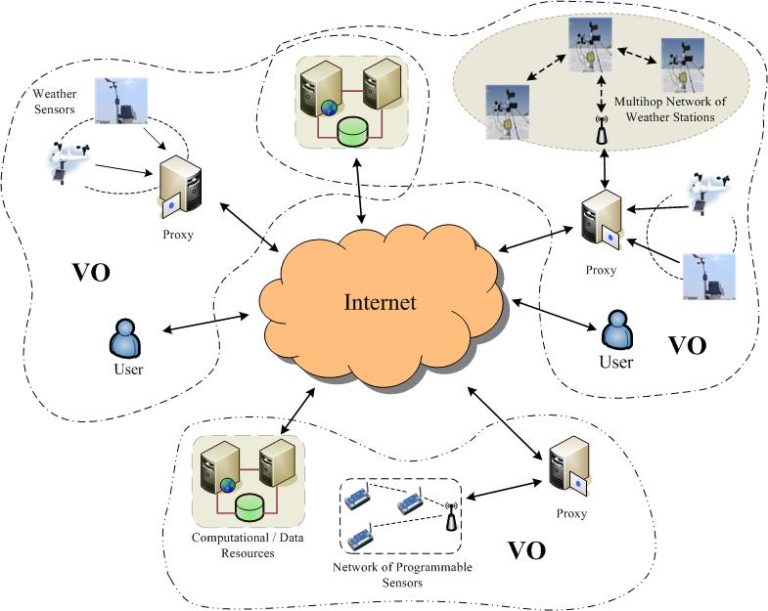 Weather
Sensors
Multihop Network of
Weather Stations
Proxy
VO
User
Internet
Proxy
User
VO
Computational / Data
Resources
Network of Programmable
Sensors
Proxy
VO